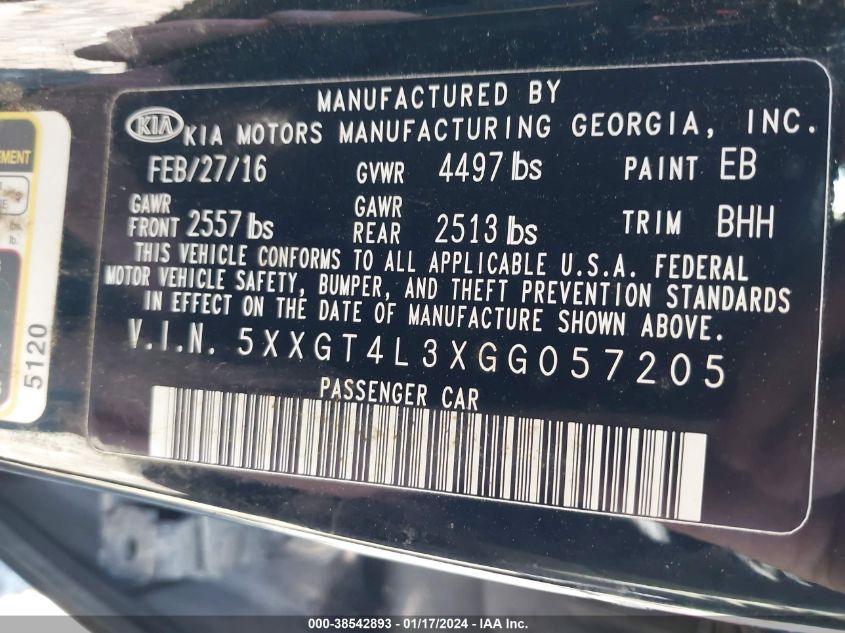 MANUFACTURED BY
KIA KIA MOTORS MANUFACTURING GEORGIA, INC.
FEB/27/16 GVWR 4497 lbs PAINT EB
GAWR FRONT 2557 lbs GAWR REAR 2513 lbs TRIM BHH
THIS VEHICLE CONFORMS TO ALL APPLICABLE U.S.A. FEDERAL
MOTOR VEHICLE SAFETY, BUMPER, AND THEFT PREVENTION STANDARDS
IN EFFECT ON THE DATE OF MANUFACTURE SHOWN ABOVE.
V.I.N. 5XXGT4L3XGG057205
PASSENGER CAR
5120
000-38542893 - 01/17/2024 - IAA Inc.